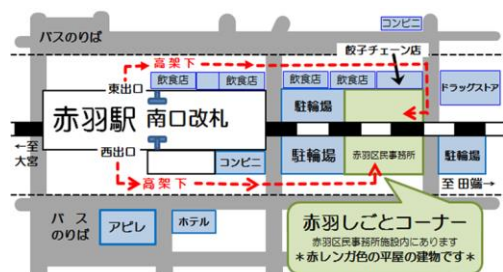 コンビニ
バスのりば
餃子チェーン店
高架下
東出口
飲食店
飲食店
飲食店
飲食店
ドラッグストア
赤羽駅
南口改札
駐輪場
←至
大宮
西出口
コンビニ
駐輪場
赤羽区民事務所
駐輪場
高架下
至田端→
バス
のりば
アピレ
ホテル
赤羽しごとコーナー
赤羽区民事務所施設内にあります
*赤レンガ色の平屋の建物です*